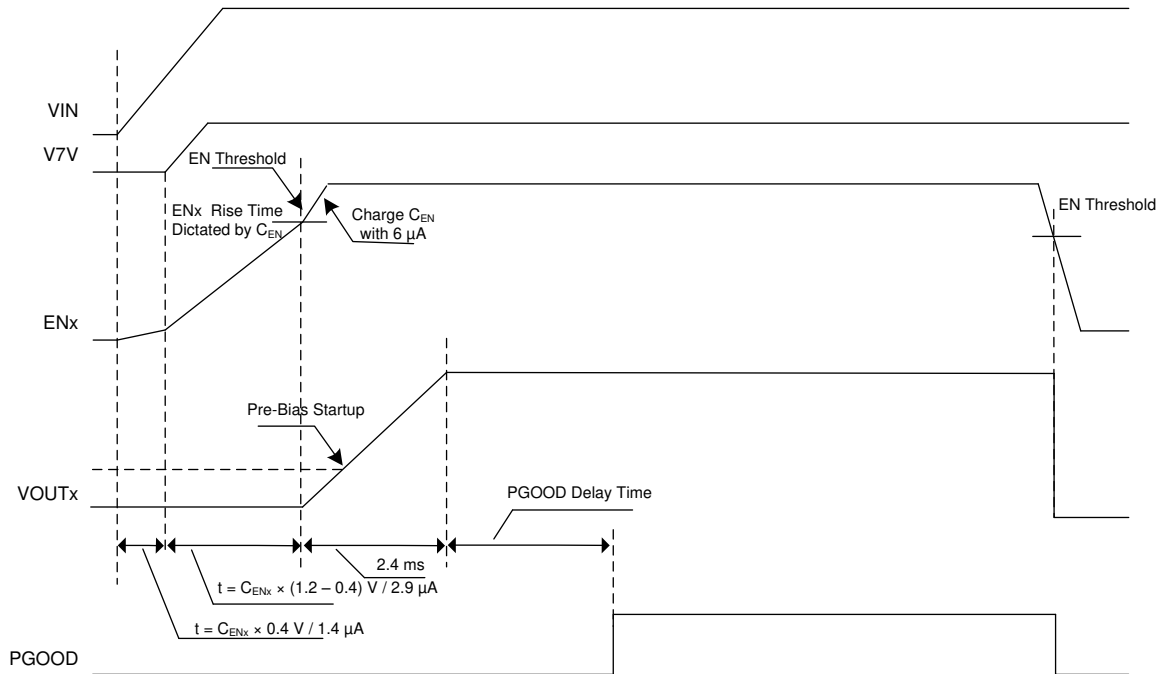 VIN
V7V
EN Threshold
ENx Rise Time
Dictated by CEN
Charge CEN
with 6 µA
EN Threshold
ENx
Pre-Bias Startup
VOUTx
PGOOD Delay Time
2.4 ms
t = CENx × (1.2 – 0.4) V / 2.9 µA
t = CENx × 0.4 V / 1.4 µA
PGOOD